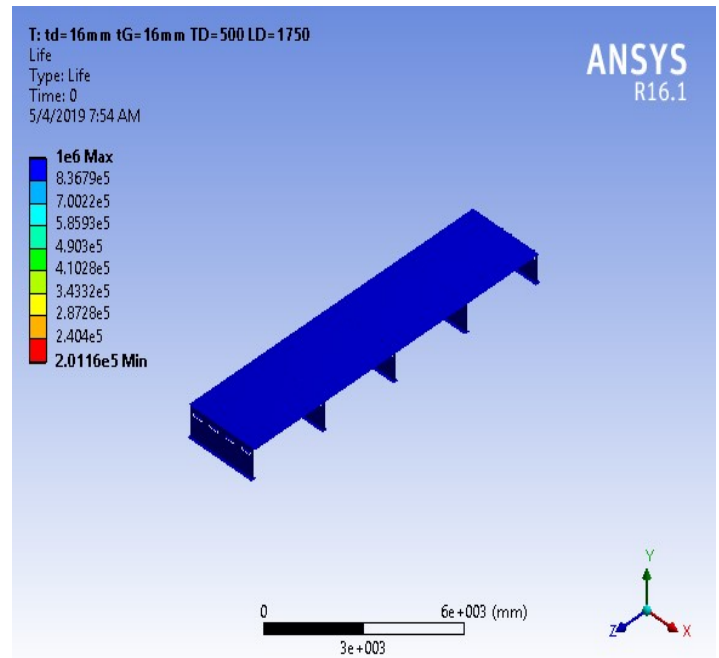 T: td=16mm tG=16mm TD=500 LD=1750
Life
Type: Life
Time: 0
5/4/2019 7:54 AM
ANSYS
R16.1
1e6 Max
8.3679e5
7.0022e5
5.8593e5
4.903e5
4.1028e5
3.4332e5
2.8728e5
2.404e5
2.0116e5 Min
0
6e+003 (mm)
3e+003
Y
Z
X